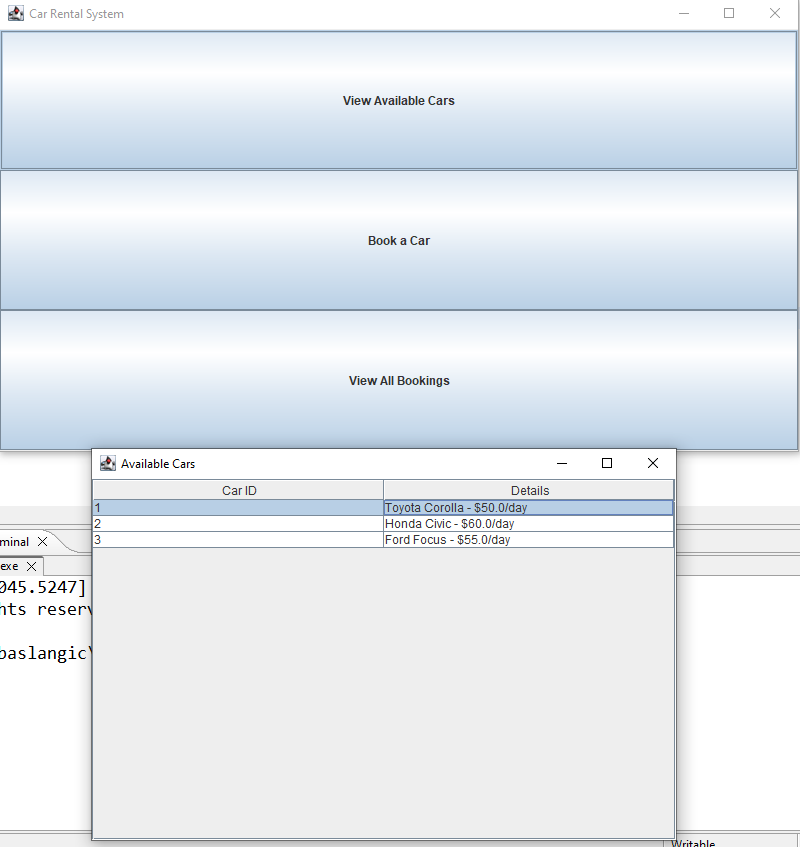 Car Rental System
View Available Cars
Book a Car
View All Bookings
Available Cars
Car ID Details
1 Toyota Corolla - $50.0/day
2 Honda Civic - $60.0/day
3 Ford Focus - $55.0/day
minal
exe
045.5247]
hts reserv
baslangic\
Writable